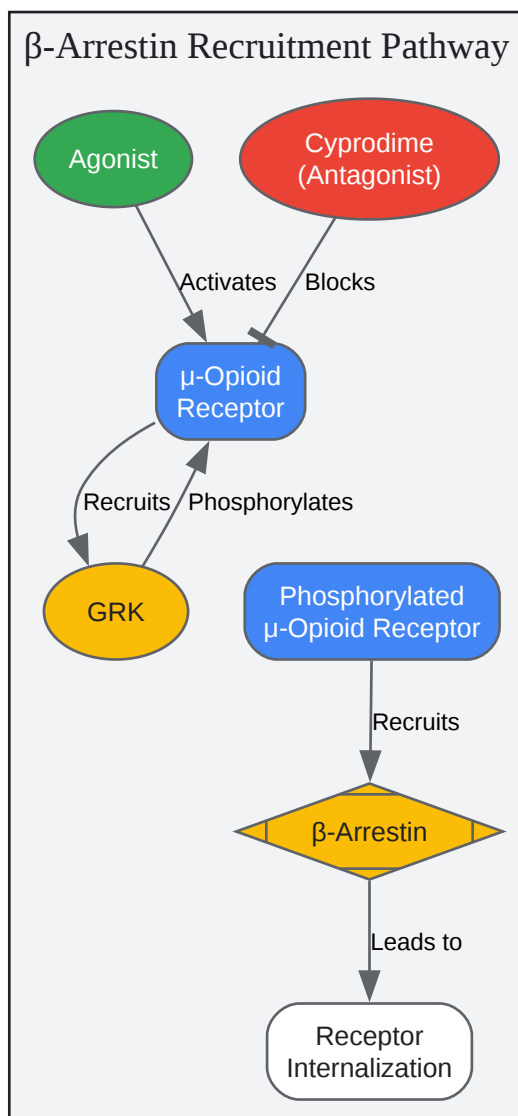 β-Arrestin Recruitment Pathway
Agonist
Cyprodime
(Antagonist)
Activates
Blocks
μ-Opioid
Receptor
Recruits
Phosphorylates
GRK
Phosphorylated
μ-Opioid Receptor
Recruits
β-Arrestin
Leads to
Receptor
Internalization